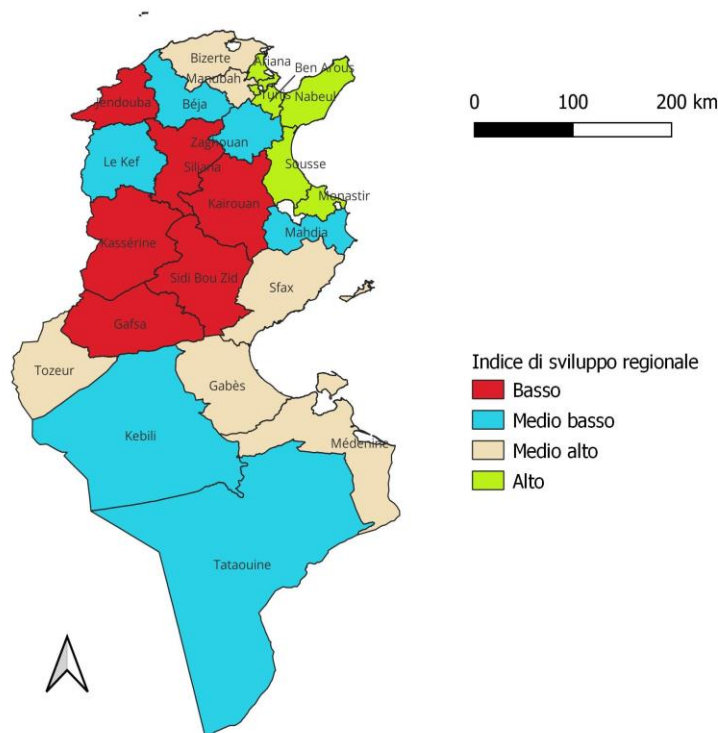 Bizerte
Ariana
Ben Arous
Manubah
Tunis
Nabeul
Jendouba
Béja
Zaghouan
Le Kef
Siliana
Sousse
Monastir
Kairouan
Mahdia
Kassérine
Sidi Bou Zid
Sfax
Gafsa
Tozeur
Gabès
Kebili
Médenine
Tataouine
0 100 200 km
Indice di sviluppo regionale
Basso
Medio basso
Medio alto
Alto